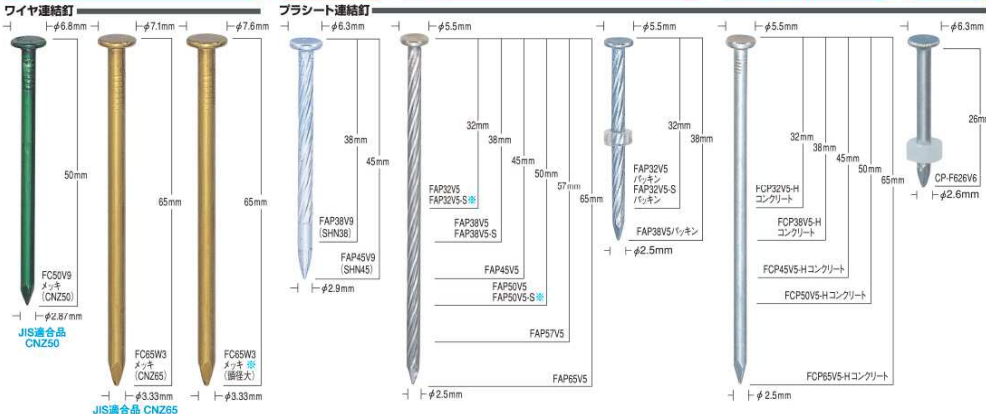 ワイヤ連結釘
φ6.8mm
50mm
FC50V9
メッキ
(CNZ50)
φ2.87mm
JIS適合品
CNZ50
φ7.1mm
65mm
FC65W3
メッキ
(CNZ65)
φ3.33mm
JIS適合品 CNZ65
φ7.6mm
65mm
FC65W3
メッキ※
(頭径大)
φ3.33mm
プラシート連結釘
φ6.3mm
38mm
45mm
FAP38V9
(SHN38)
FAP45V9
(SHN45)
φ2.9mm
φ5.5mm
32mm
38mm
45mm
50mm
57mm
65mm
FAP32V5
FAP32V5-S※
FAP38V5
FAP38V5-S
FAP45V5
FAP50V5
FAP50V5-S※
FAP57V5
FAP65V5
φ2.5mm
φ5.5mm
32mm
38mm
FAP32V5
パッキン
FAP32V5-S
パッキン
FAP38V5パッキン
φ2.5mm
φ5.5mm
32mm
38mm
45mm
50mm
65mm
FCP32V5-H
コンクリート
FCP38V5-H
コンクリート
FCP45V5-Hコンクリート
FCP50V5-Hコンクリート
FCP65V5-Hコンクリート
φ2.5mm
φ6.3mm
26mm
CP-F626V6
φ2.6mm